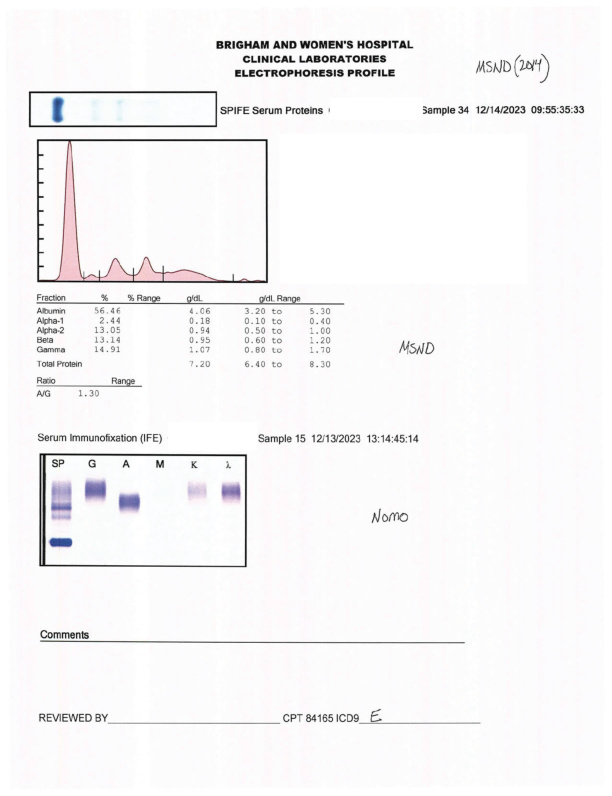 BRIGHAM AND WOMEN'S HOSPITAL
CLINICAL LABORATORIES
ELECTROPHORESIS PROFILE
MSND (2014)
SPIFE Serum Proteins Sample 34 12/14/2023 09:55:35:33
Fraction % % Range g/dL g/dL Range
Albumin 56.46 4.06 3.20 to 5.30
Alpha-1 2.44 0.18 0.10 to 0.40
Alpha-2 13.05 0.94 0.50 to 1.00
Beta 13.14 0.95 0.60 to 1.20
Gamma 14.91 1.07 0.80 to 1.70
MSND
Total Protein 7.20 6.40 to 8.30
Ratio Range
A/G 1.30
Serum Immunofixation (IFE) Sample 15 12/13/2023 13:14:45:14
SP G A M K λ
Nomo
Comments
REVIEWED BY CPT 84165 ICD9 E